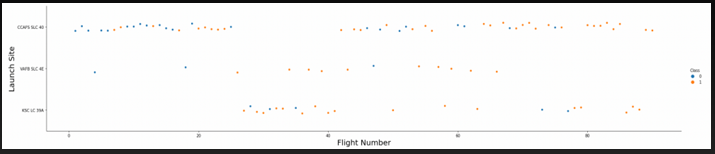 CCAFS SLC 40
Launch Site
VAFB SLC 4E
KSC LC 39A
Class
0
1
0 20 40 60 80
Flight Number